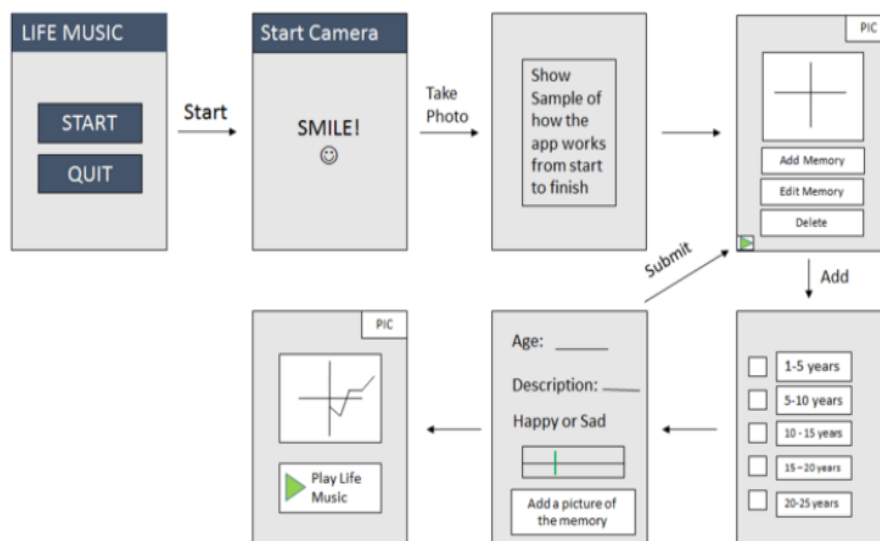 LIFE MUSIC
START
QUIT
Start
Start Camera
SMILE!
Take
Photo
Show
Sample of
how the
app works
from start
to finish
PIC
Add Memory
Edit Memory
Delete
Submit
Add
1-5 years
5-10 years
10 - 15 years
15 – 20 years
20-25 years
Age: ____
Description: ____
Happy or Sad
Add a picture of
the memory
PIC
Play Life
Music